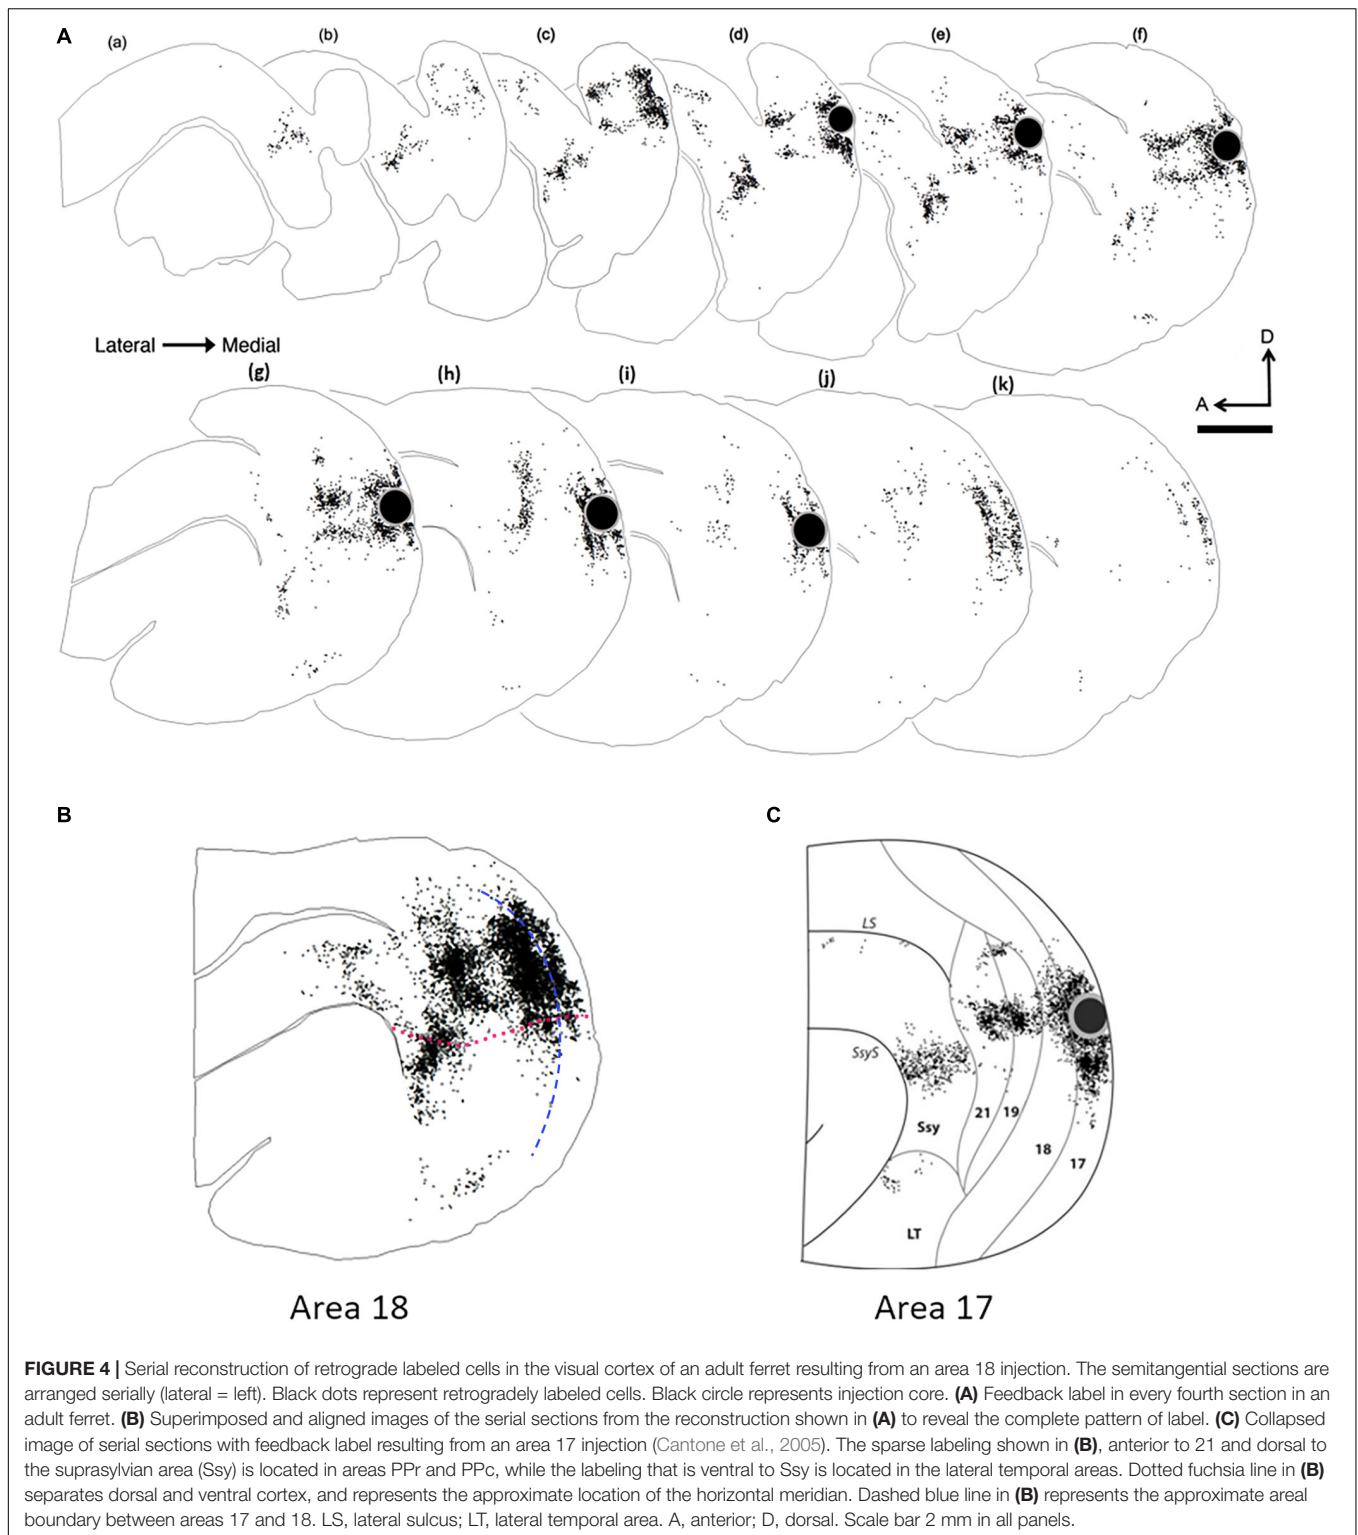 A
(a)
(b)
(c)
(d)
(e)
(f)
Lateral → Medial
D
A
(g)
(h)
(i)
(j)
(k)
B
C
LS
SsyS
21
19
Ssy
18
17
LT
Area 18
Area 17
FIGURE 4 | Serial reconstruction of retrograde labeled cells in the visual cortex of an adult ferret resulting from an area 18 injection. The semitangential sections are
arranged serially (lateral = left). Black dots represent retrogradely labeled cells. Black circle represents injection core. (A) Feedback label in every fourth section in an
adult ferret. (B) Superimposed and aligned images of the serial sections from the reconstruction shown in (A) to reveal the complete pattern of label. (C) Collapsed
image of serial sections with feedback label resulting from an area 17 injection (Cantone et al., 2005). The sparse labeling shown in (B), anterior to 21 and dorsal to
the suprasylvian area (Ssy) is located in areas PPr and PPc, while the labeling that is ventral to Ssy is located in the lateral temporal areas. Dotted fuchsia line in (B)
separates dorsal and ventral cortex, and represents the approximate location of the horizontal meridian. Dashed blue line in (B) represents the approximate areal
boundary between areas 17 and 18. LS, lateral sulcus; LT, lateral temporal area. A, anterior; D, dorsal. Scale bar 2 mm in all panels.